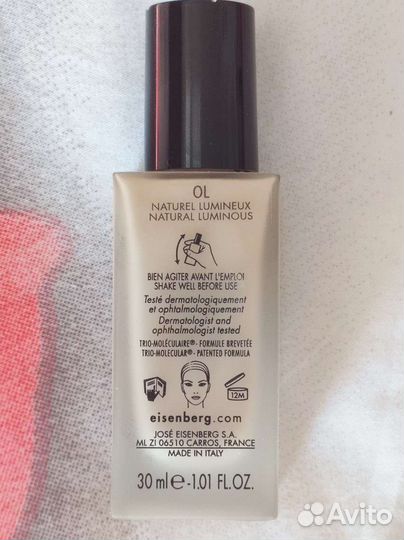 OL
NATUREL LUMINEUX
NATURAL LUMINOUS
BIEN AGITER AVANT L'EMPLOI
SHAKE WELL BEFORE USE
Testé dermatologiquement
et ophtalmologiquement
Dermatologist and
ophthalmologist tested
TRIO-MOLÉCULAIRE® - FORMULE BREVETÉE
TRIO-MOLECULAR® - PATENTED FORMULA
12M
eisenberg.com
JOSÉ EISENBERG S.A.
ML ZI 06510 CARROS, FRANCE
MADE IN ITALY
30 ml e-1.01 FL.OZ.
Avito